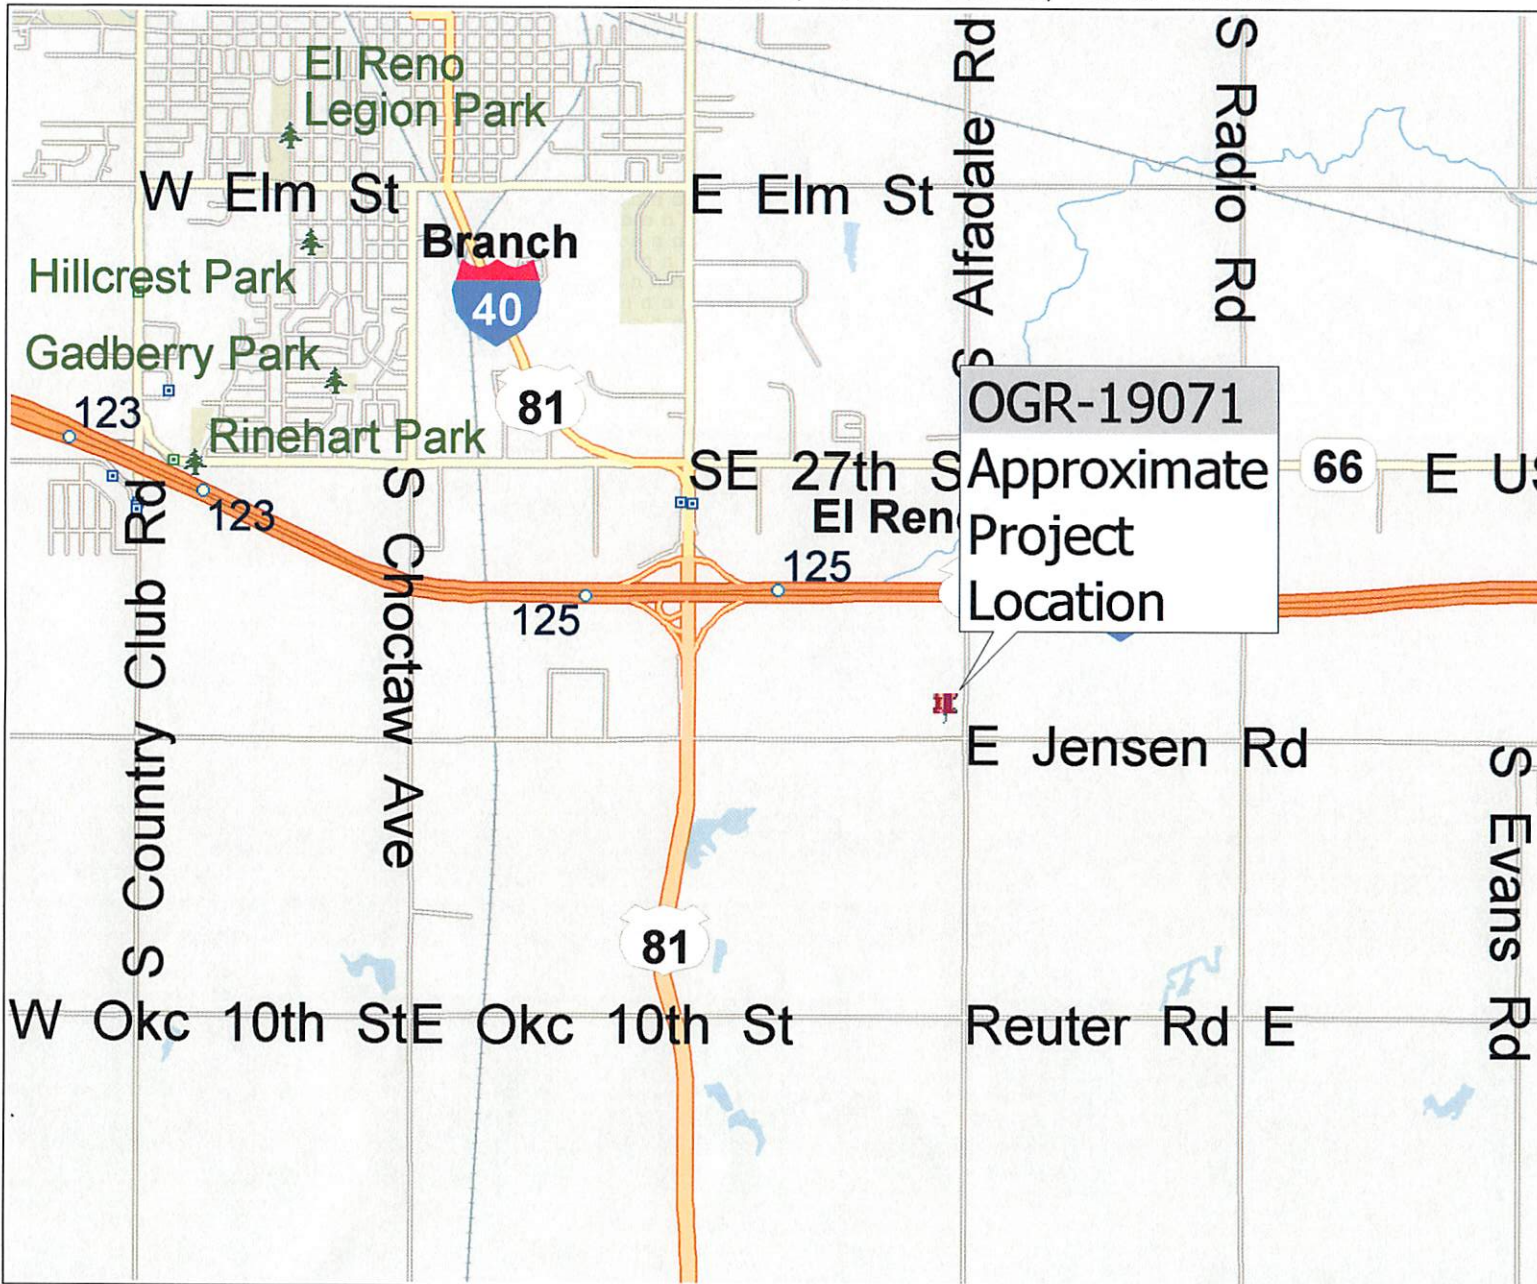 El Reno
Legion Park
S Alfadale Rd
S Radio Rd
W Elm St
E Elm St
Branch
40
Hillcrest Park
Gadberry Park
81
123
Rinehart Park
OGR-19071
Approximate
Project
Location
SE 27th S
66
E US
El Ren
123
125
125
S Country Club Rd
S Choctaw Ave
E Jensen Rd
S Evans Rd
81
W Okc 10th St
E Okc 10th St
Reuter Rd E